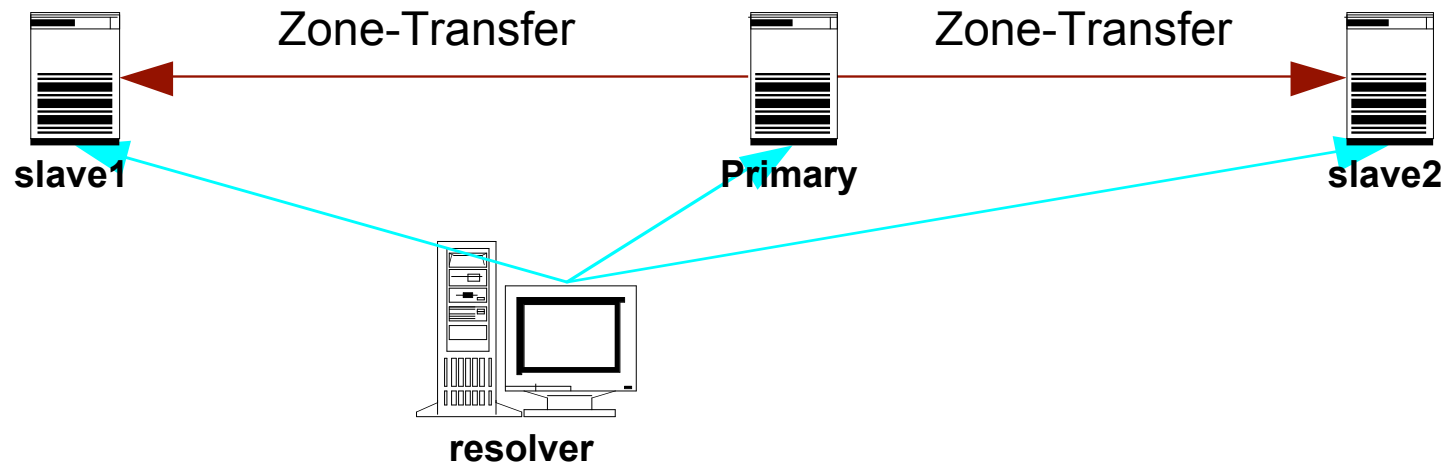 Zone-Transfer
Zone-Transfer
slave1
Primary
slave2
resolver